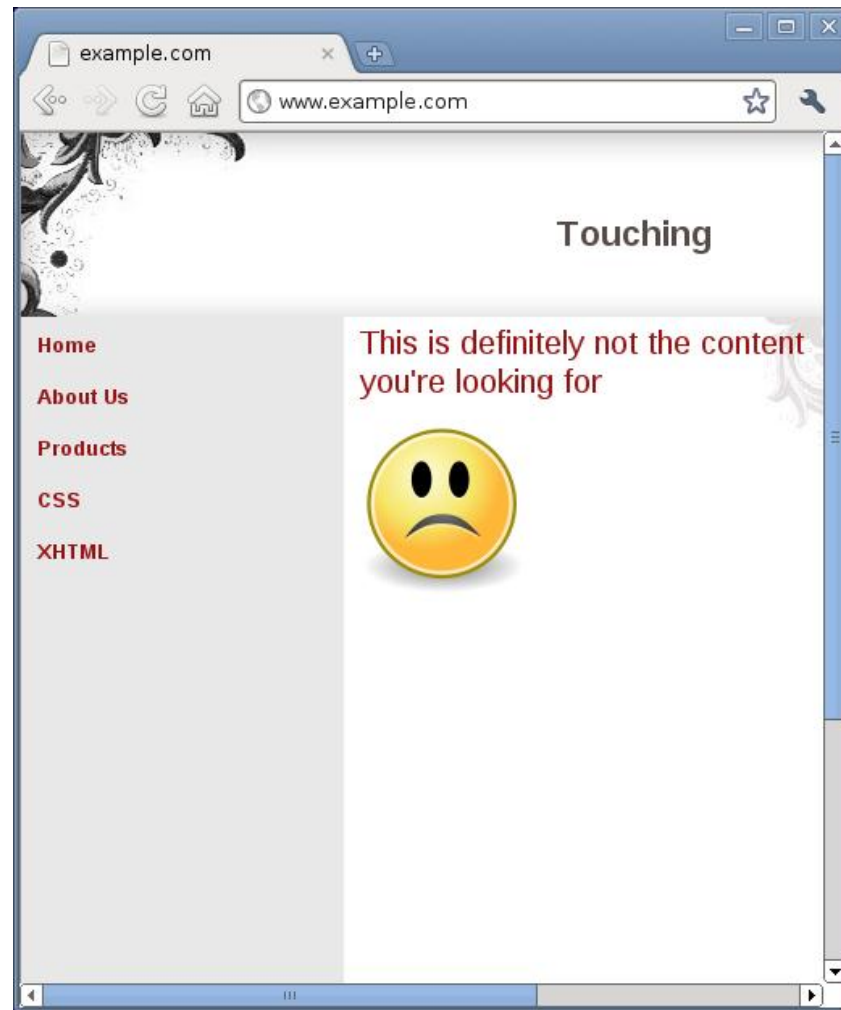 example.com
www.example.com
Touching
Home
About Us
Products
CSS
XHTML
This is definitely not the content
you're looking for